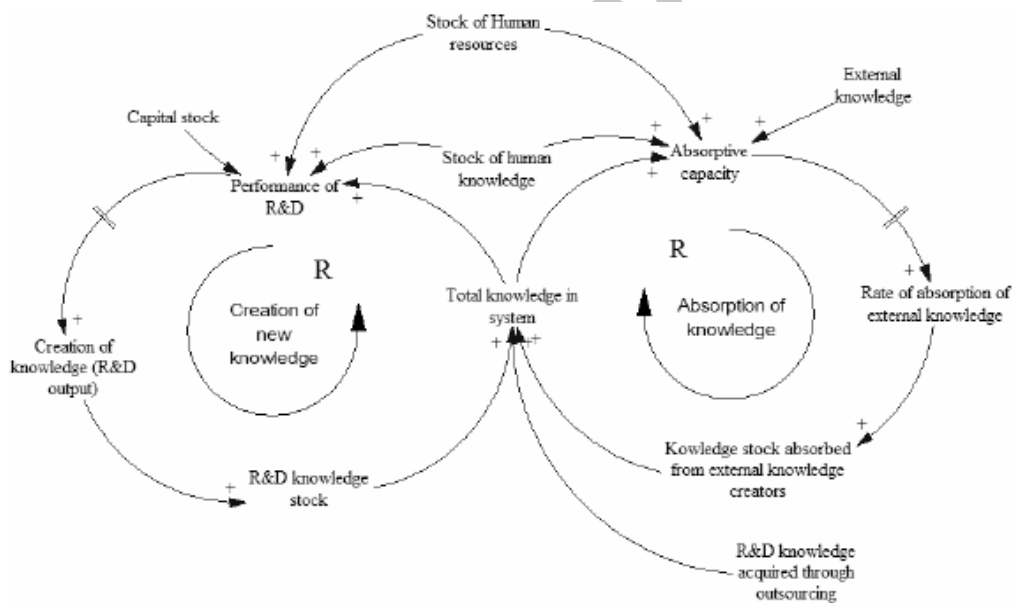 Stock of Human
resources
External
knowledge
Capital stock
+
+
+
+
+
+
Stock of human
knowledge
Absorptive
capacity
+
Performance of
R&D
+
R
R
Total knowledge in
system
+
Rate of absorption of
external knowledge
Creation of
new
knowledge
Absorption of
knowledge
+
Creation of
knowledge (R&D
output)
+
++
+
Kowledge stock absorbed
from external knowledge
creators
+
R&D knowledge
stock
R&D knowledge
acquired through
outsourcing